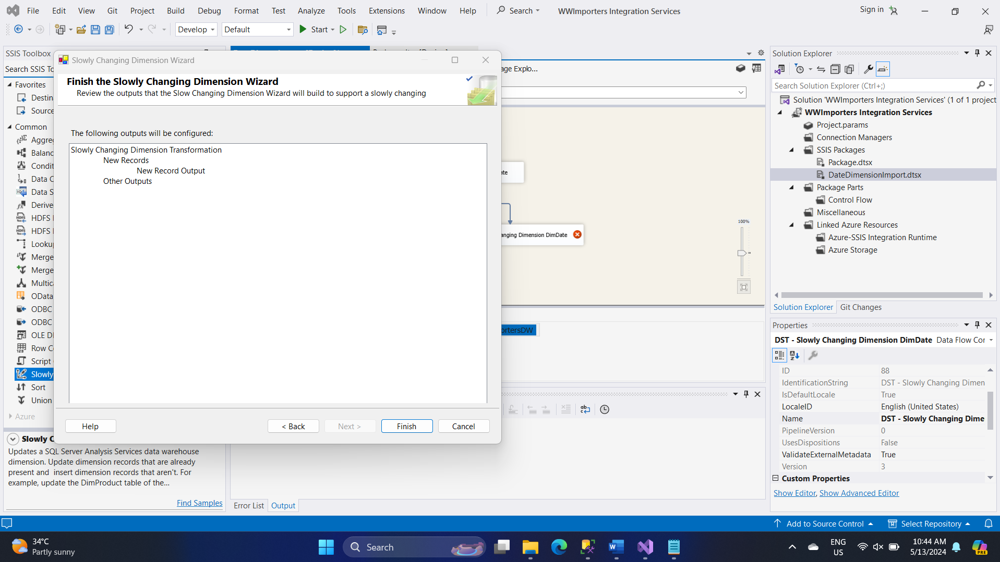 File Edit View Git Project Build Debug Format Test Analyze Tools Extensions Window Help Search WWImporters Integration Services Sign in
Develop Default Start
SSIS Toolbox
Search SSIS To
Favorites
Destin
Source
Common
Aggre
Balanc
Condit
Data C
Data S
Derive
HDFS
HDFS
Looku
Merge
Merge
Multic
OData
ODBC
ODBC
OLE D
Row C
Script
Slowly
Sort
Union
Azure
Slowly C
Updates a SQL Server Analysis Services data warehouse
dimension. Update dimension records that are already
present and insert dimension records that aren't. For
example, update the DimProduct table of the...
Find Samples
Slowly Changing Dimension Wizard
Finish the Slowly Changing Dimension Wizard
Review the outputs that the Slow Changing Dimension Wizard will build to support a slowly changing
The following outputs will be configured:
Slowly Changing Dimension Transformation
New Records
New Record Output
Other Outputs
Help < Back Next > Finish Cancel
age Explo...
ate
anging Dimension DimDate
100%
ortersDW
Error List Output
Solution Explorer
Search Solution Explorer (Ctrl+;)
Solution 'WWImporters Integration Services' (1 of 1 project
WWImporters Integration Services
Project.params
Connection Managers
SSIS Packages
Package.dtsx
DateDimensionImport.dtsx
Package Parts
Control Flow
Miscellaneous
Linked Azure Resources
Azure-SSIS Integration Runtime
Azure Storage
Solution Explorer Git Changes
Properties
DST - Slowly Changing Dimension DimDate Data Flow Cor
ID 88
IdentificationString DST - Slowly Changing Dimen
IsDefaultLocale True
LocaleID English (United States)
Name DST - Slowly Changing Dime
PipelineVersion 0
UsesDispositions False
ValidateExternalMetadata True
Version 3
Custom Properties
Show Editor, Show Advanced Editor
Add to Source Control Select Repository
34°C
Partly sunny
Search
ENG
US
10:44 AM
5/13/2024
PRE